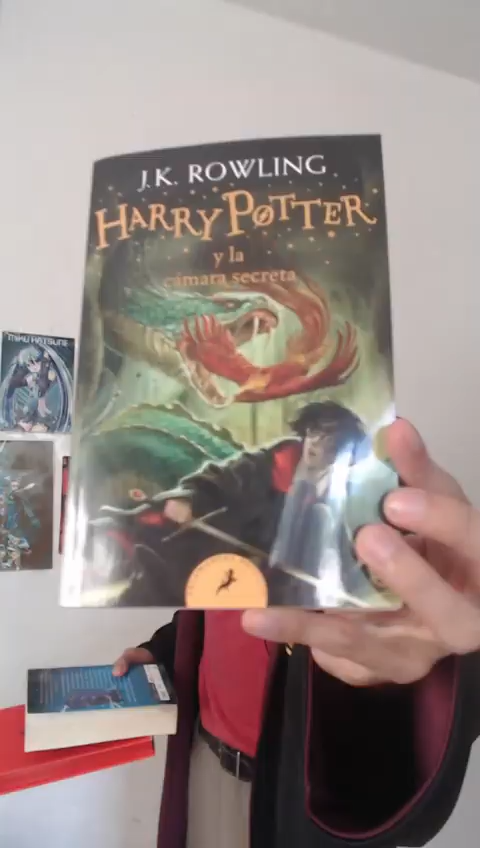 J.K. ROWLING
HARRY POTTER
y la
cámara secreta
MIKU HATSUNE